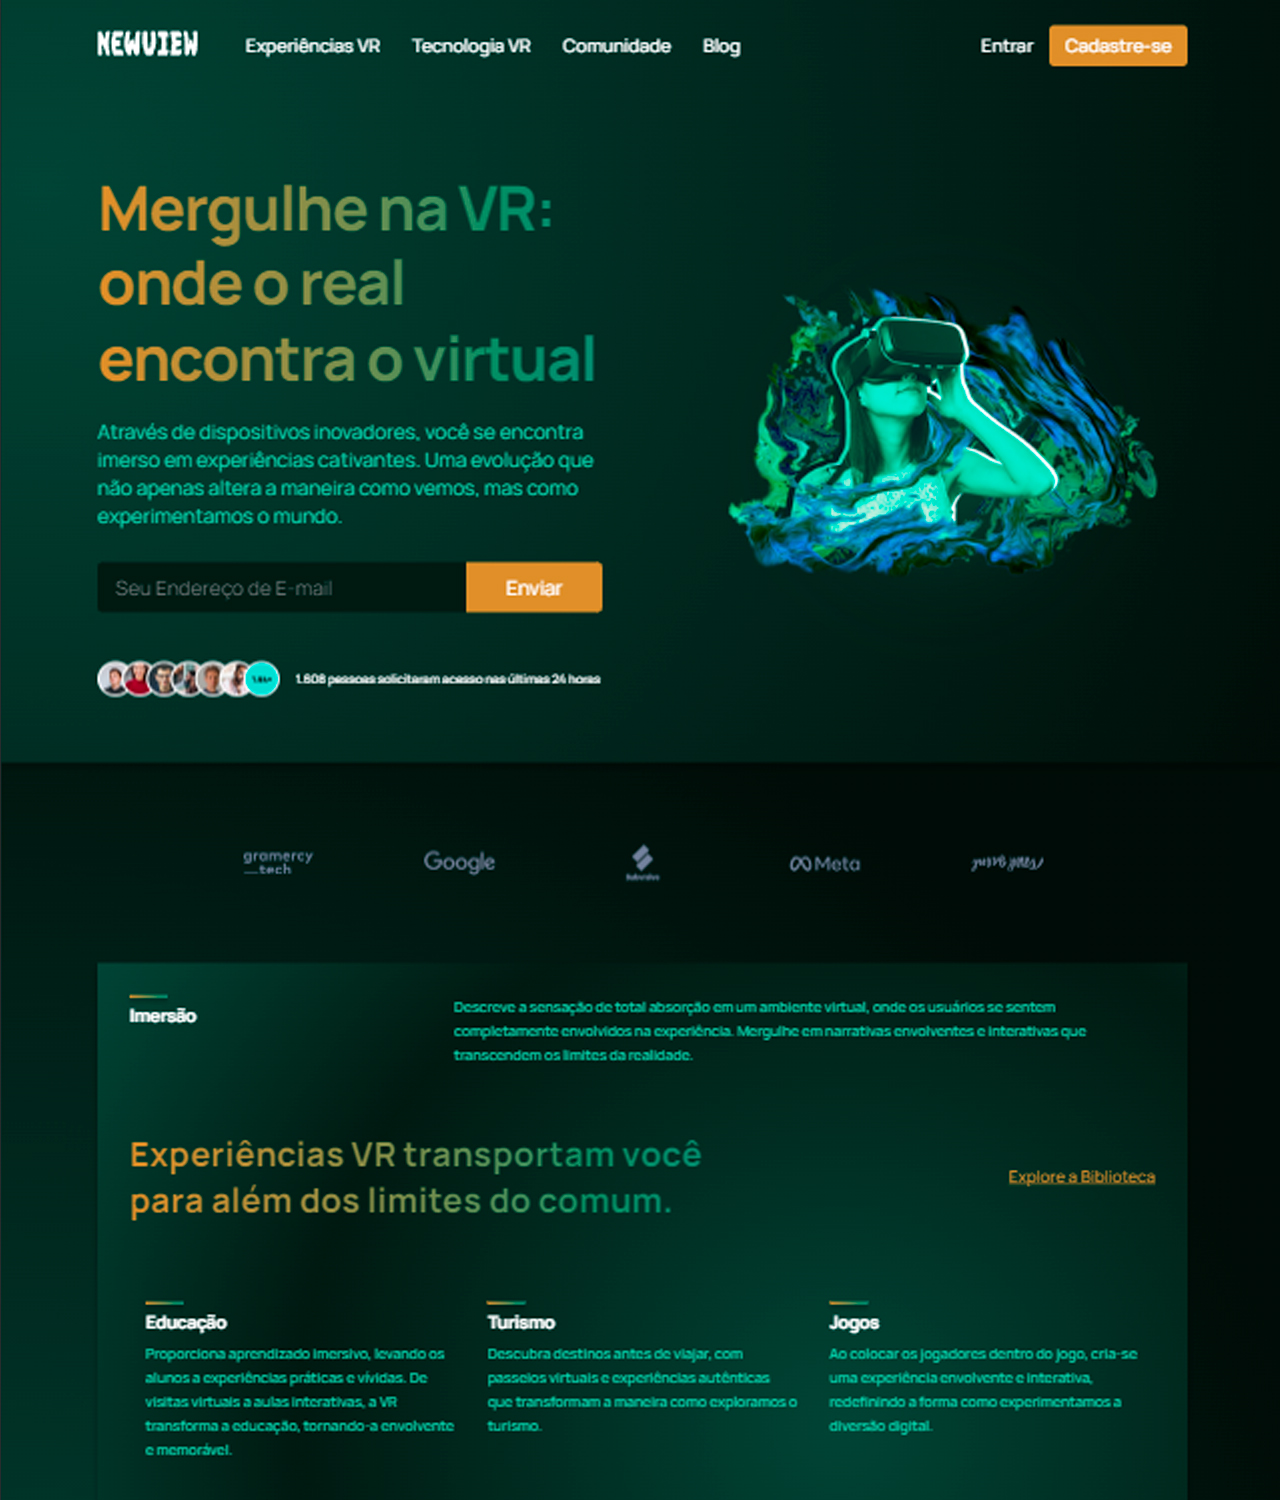 NEWVIEW
Experiências VR
Tecnologia VR
Comunidade
Blog
Entrar
Cadastre-se
Mergulhe na VR:
onde o real
encontra o virtual
Através de dispositivos inovadores, você se encontra
imerso em experiências cativantes. Uma evolução que
não apenas altera a maneira como vemos, mas como
experimentamos o mundo.
Seu Endereço de E-mail
Enviar
1.608 pessoas solicitaram acesso nas últimas 24 horas
gramercy
__tech
Google
Meta
Imersão
Descreve a sensação de total absorção em um ambiente virtual, onde os usuários se sentem
completamente envolvidos na experiência. Mergulhe em narrativas envolventes e interativas que
transcendem os limites da realidade.
Experiências VR transportam você
para além dos limites do comum.
Explore a Biblioteca
Educação
Proporciona aprendizado imersivo, levando os
alunos a experiências práticas e vívidas. De
visitas virtuais a aulas interativas, a VR
transforma a educação, tornando-a envolvente
e memorável.
Turismo
Descubra destinos antes de viajar, com
passeios virtuais e experiências autênticas
que transformam a maneira como exploramos o
turismo.
Jogos
Ao colocar os jogadores dentro do jogo, cria-se
uma experiência envolvente e interativa,
redefinindo a forma como experimentamos a
diversão digital.